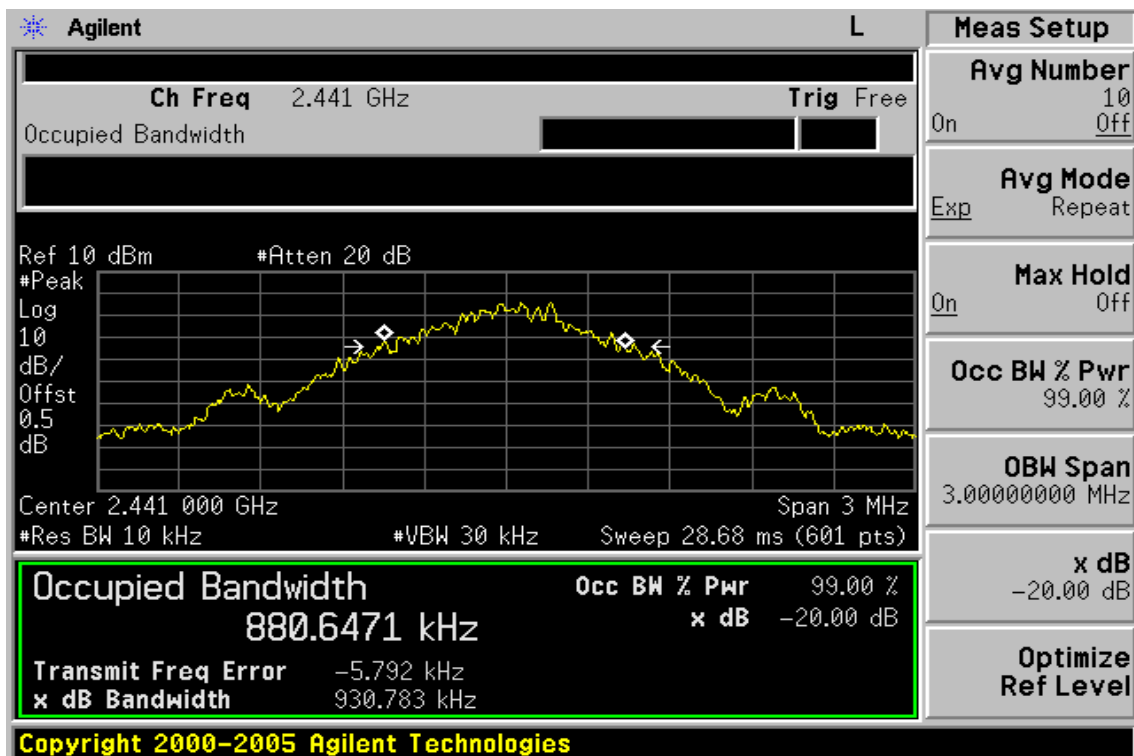 Agilent L
Ch Freq 2.441 GHz Trig Free
Occupied Bandwidth
Ref 10 dBm #Atten 20 dB
#Peak
Log
10
dB/
Offst
0.5
dB
Center 2.441 000 GHz Span 3 MHz
#Res BW 10 kHz #VBW 30 kHz Sweep 28.68 ms (601 pts)
Occupied Bandwidth
880.6471 kHz
Occ BW % Pwr 99.00 %
x dB -20.00 dB
Transmit Freq Error -5.792 kHz
x dB Bandwidth 930.783 kHz
Meas Setup
Avg Number
10
On Off
Avg Mode
Exp Repeat
Max Hold
On Off
Occ BW % Pwr
99.00 %
OBW Span
3.00000000 MHz
x dB
-20.00 dB
Optimize
Ref Level
Copyright 2000-2005 Agilent Technologies